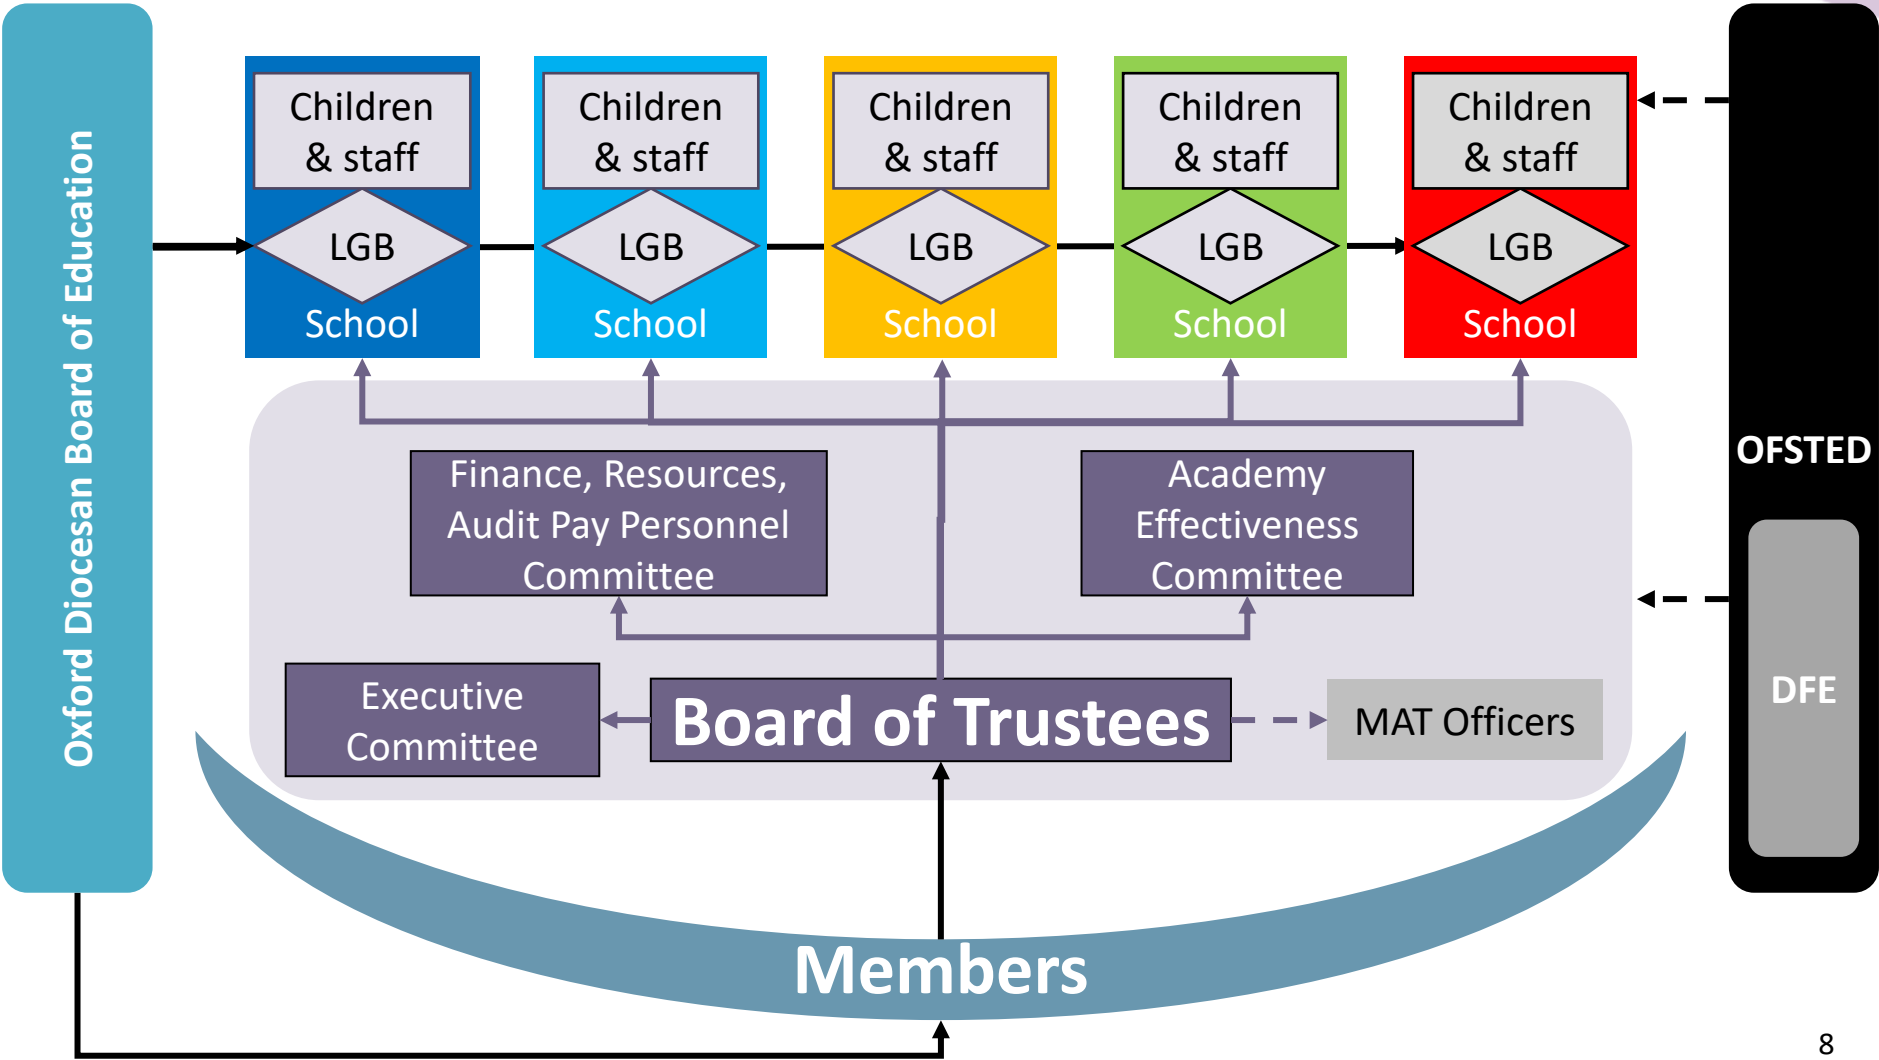 Oxford Diocesan Board of Education
Children
& staff
LGB
School
Children
& staff
LGB
School
Children
& staff
LGB
School
Children
& staff
LGB
School
Children
& staff
LGB
School
OFSTED
DFE
Finance, Resources,
Audit Pay Personnel
Committee
Academy
Effectiveness
Committee
Executive
Committee
Board of Trustees
MAT Officers
Members
8